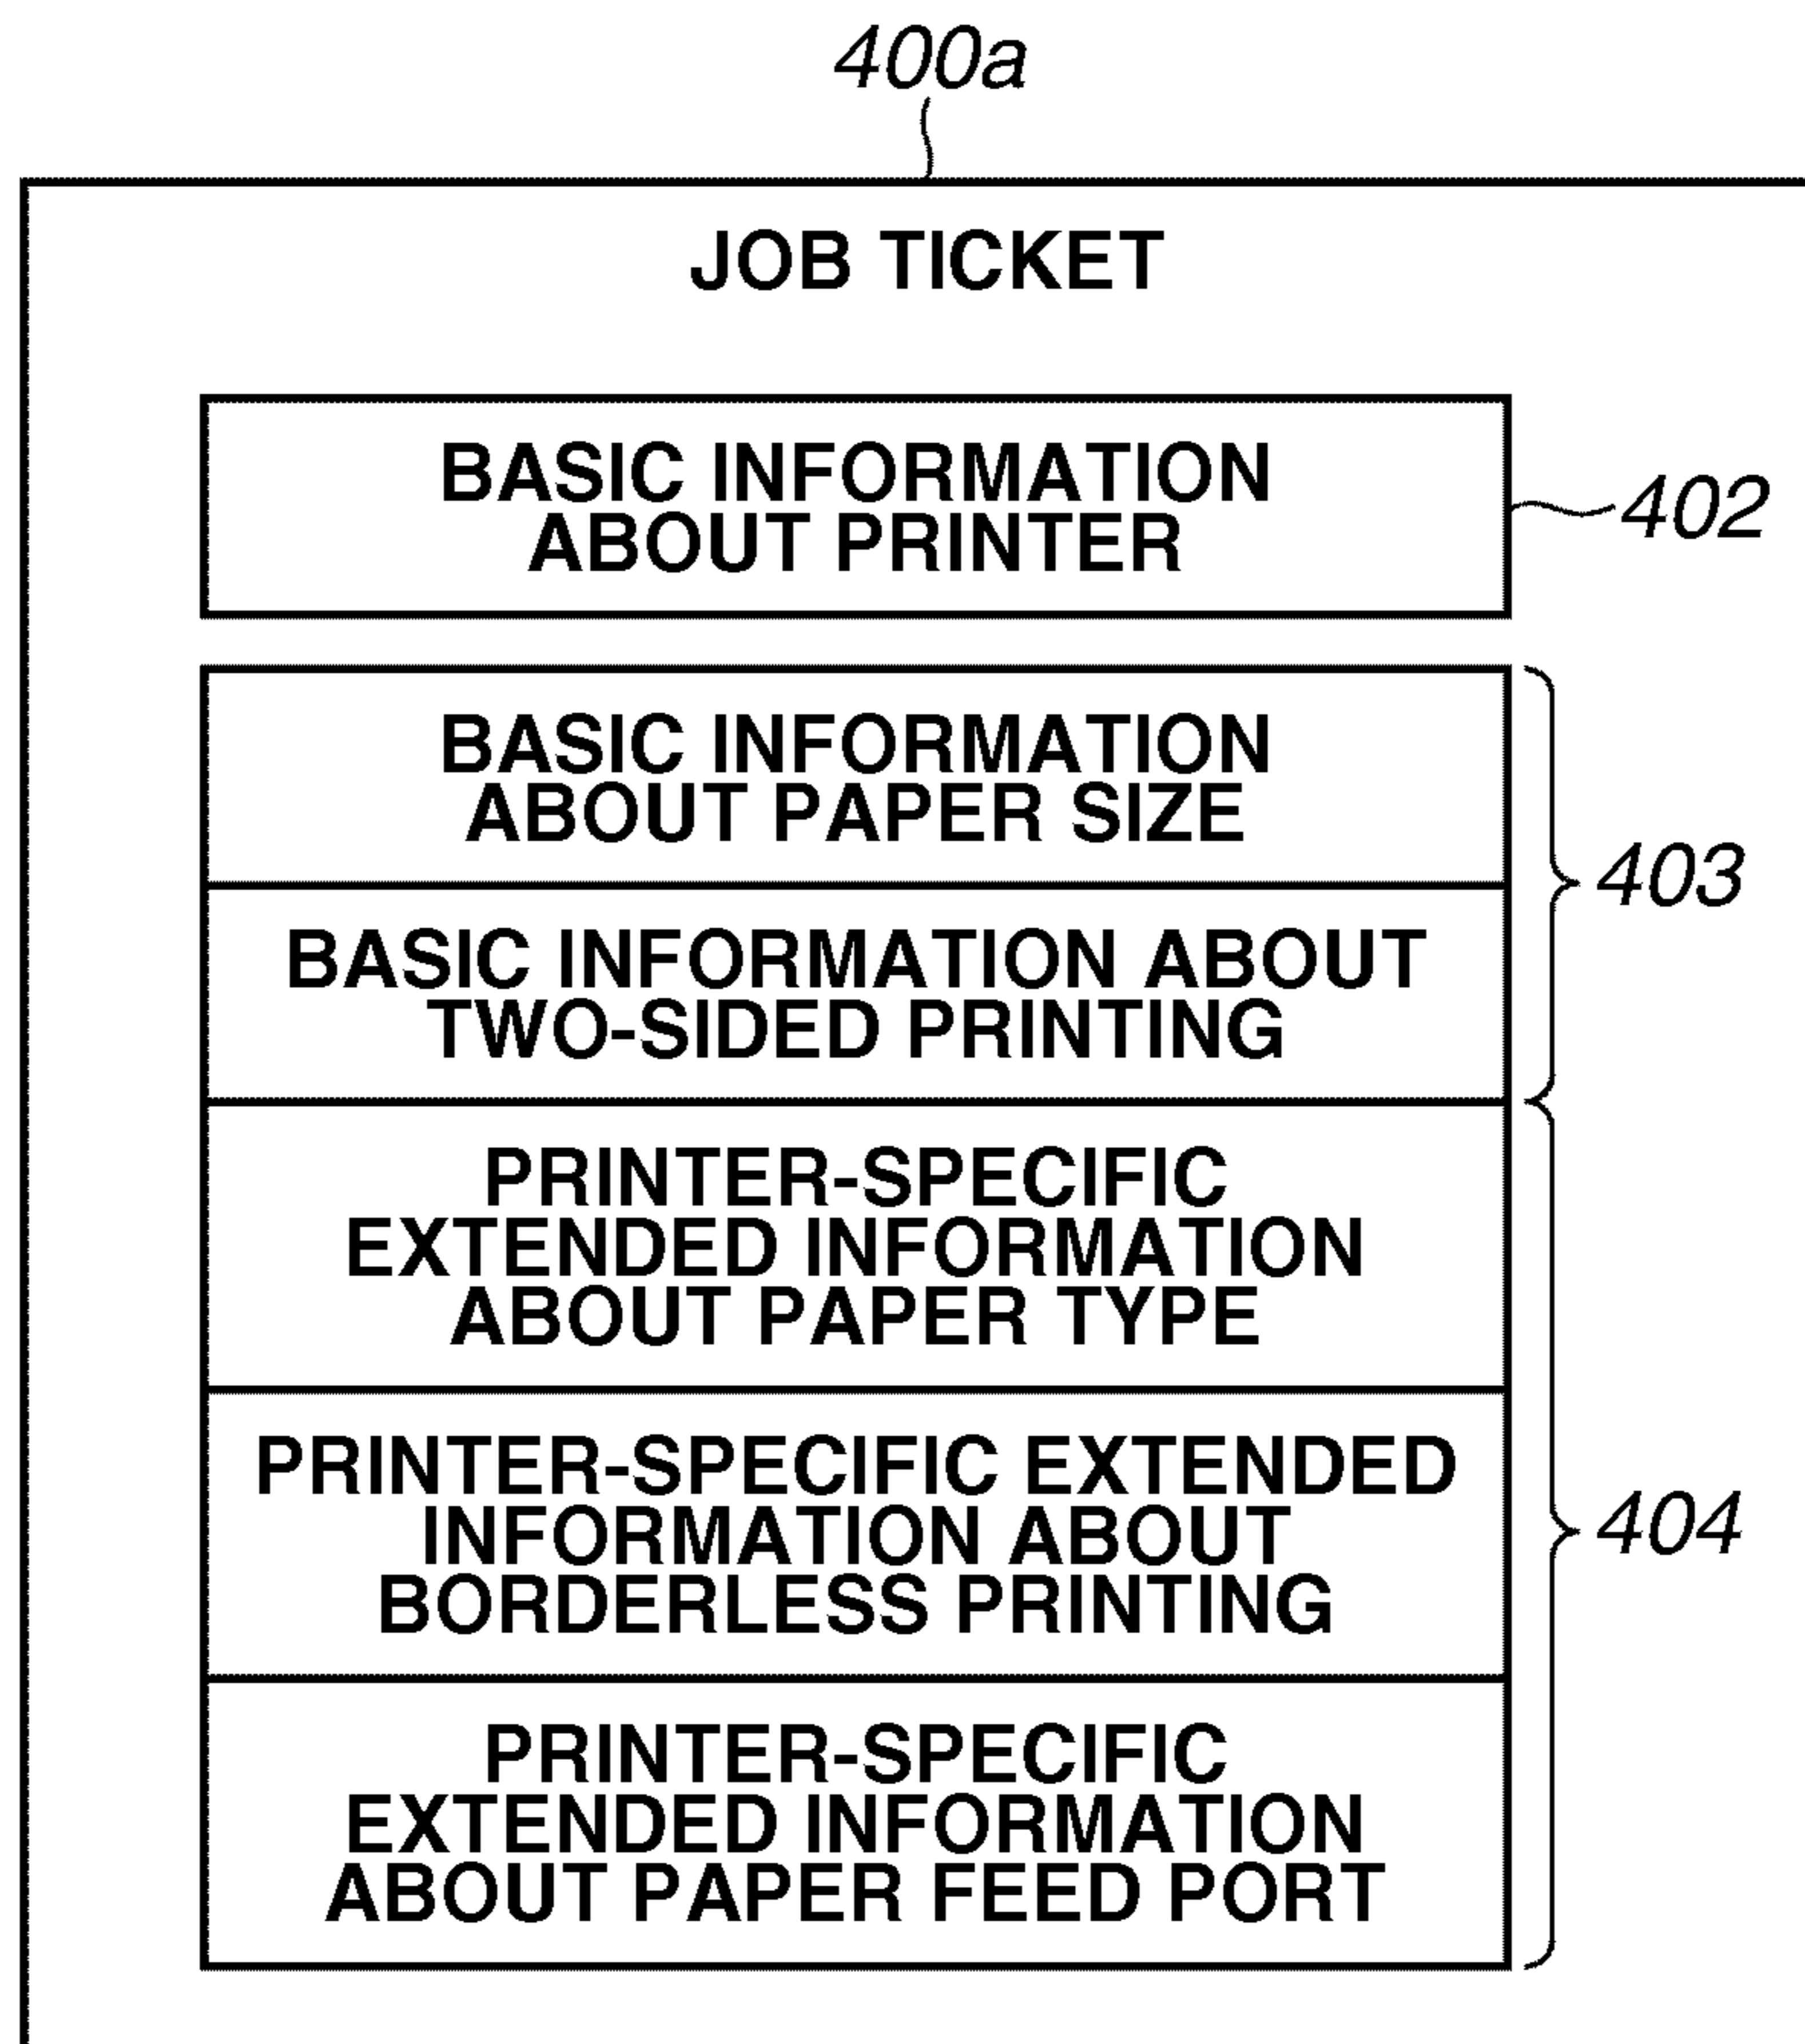 400a
JOB TICKET
BASIC INFORMATION
ABOUT PRINTER
402
BASIC INFORMATION
ABOUT PAPER SIZE
403
BASIC INFORMATION ABOUT
TWO-SIDED PRINTING
PRINTER-SPECIFIC
EXTENDED INFORMATION
ABOUT PAPER TYPE
PRINTER-SPECIFIC EXTENDED
INFORMATION ABOUT
BORDERLESS PRINTING
404
PRINTER-SPECIFIC
EXTENDED INFORMATION
ABOUT PAPER FEED PORT